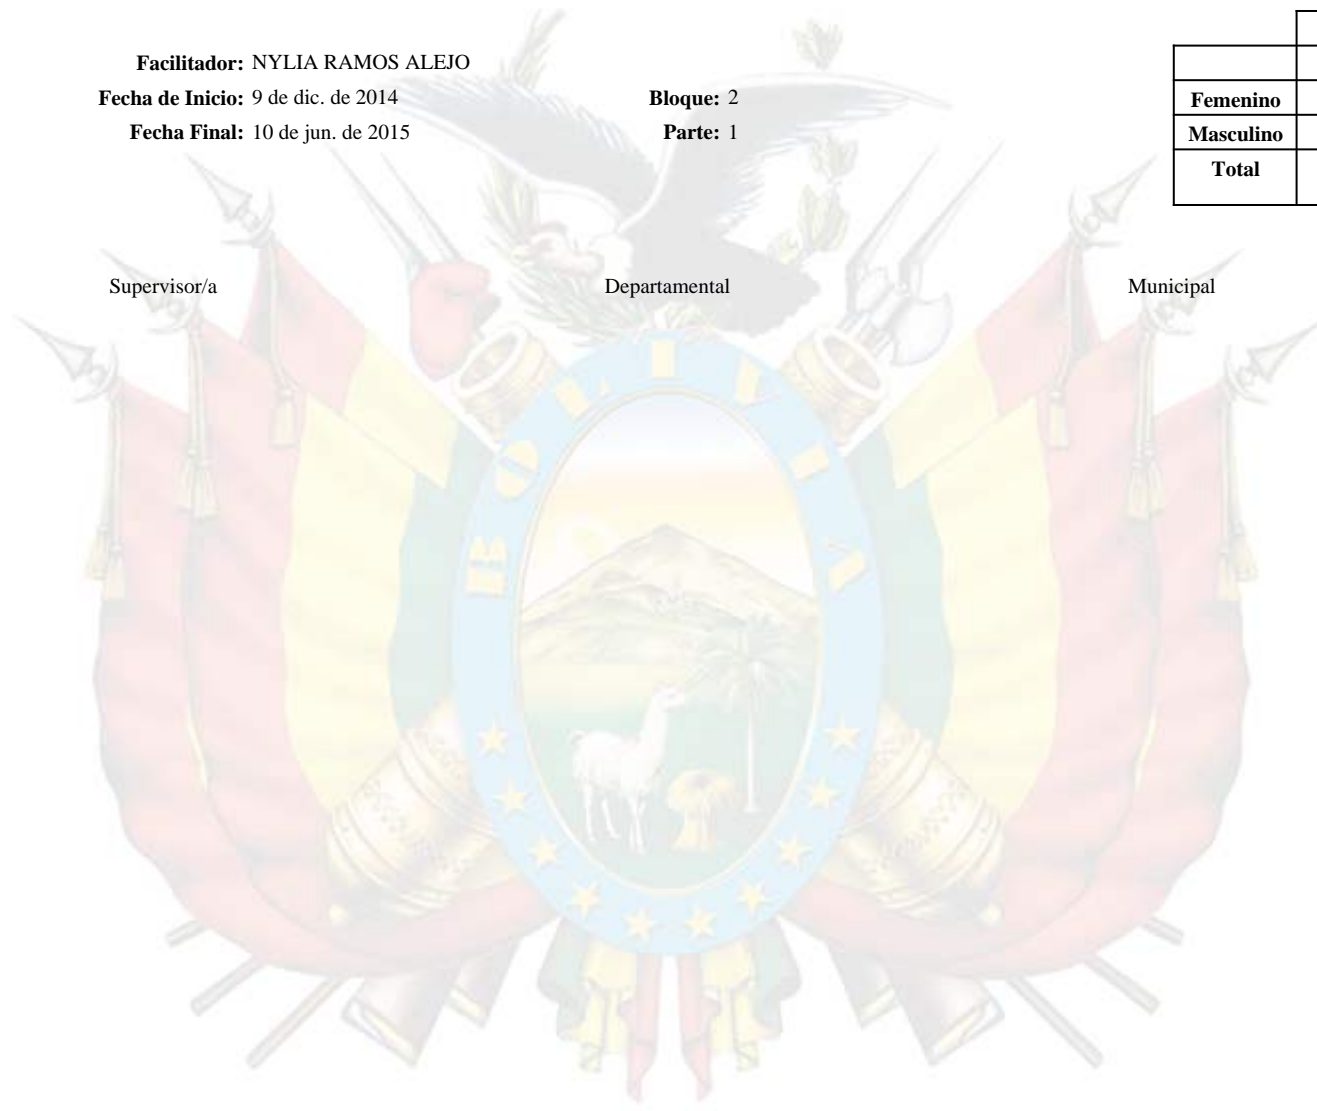 Facilitador: NYLIA RAMOS ALEJO
Fecha de Inicio: 9 de dic. de 2014 Bloque: 2
Fecha Final: 10 de jun. de 2015 Parte: 1
Femenino
Masculino
Total
Supervisor/a Departamental Municipal
BOLIVIA